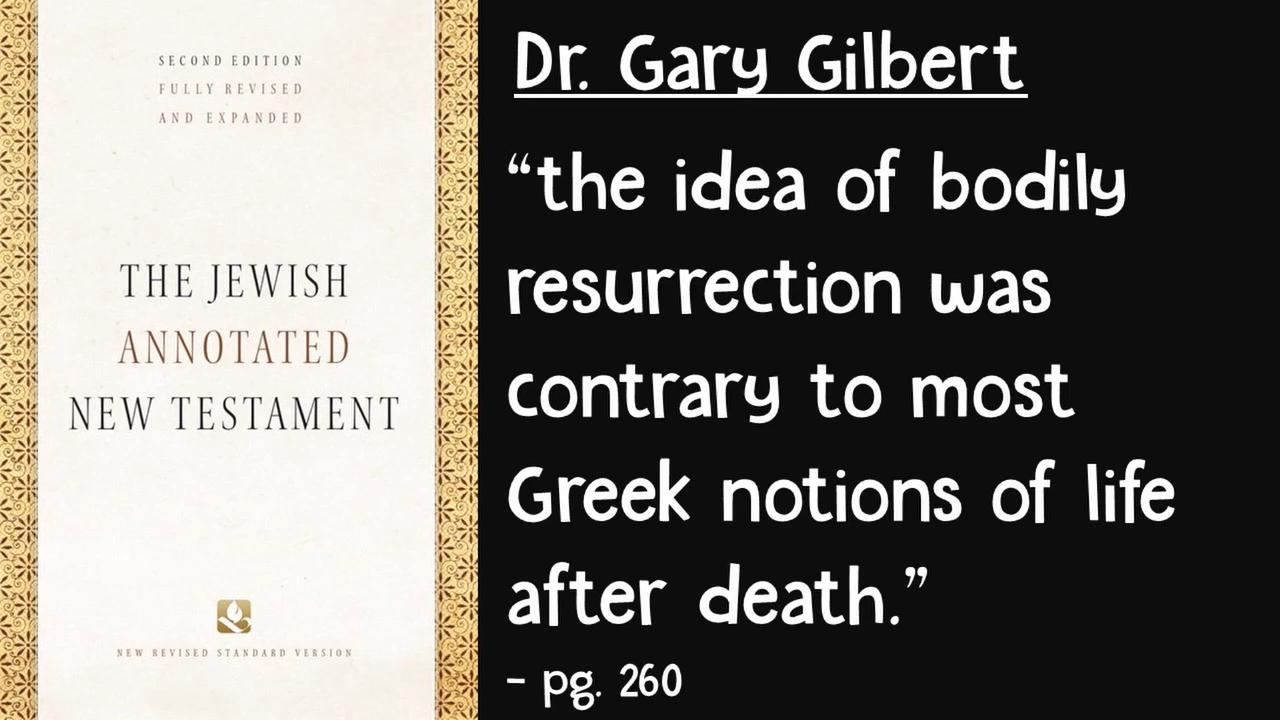 SECOND EDITION
FULLY REVISED
AND EXPANDED
THE JEWISH
ANNOTATED
NEW TESTAMENT
NEW REVISED STANDARD VERSION
Dr. Gary Gilbert
“the idea of bodily
resurrection was
contrary to most
Greek notions of life
after death.”
- pg. 260